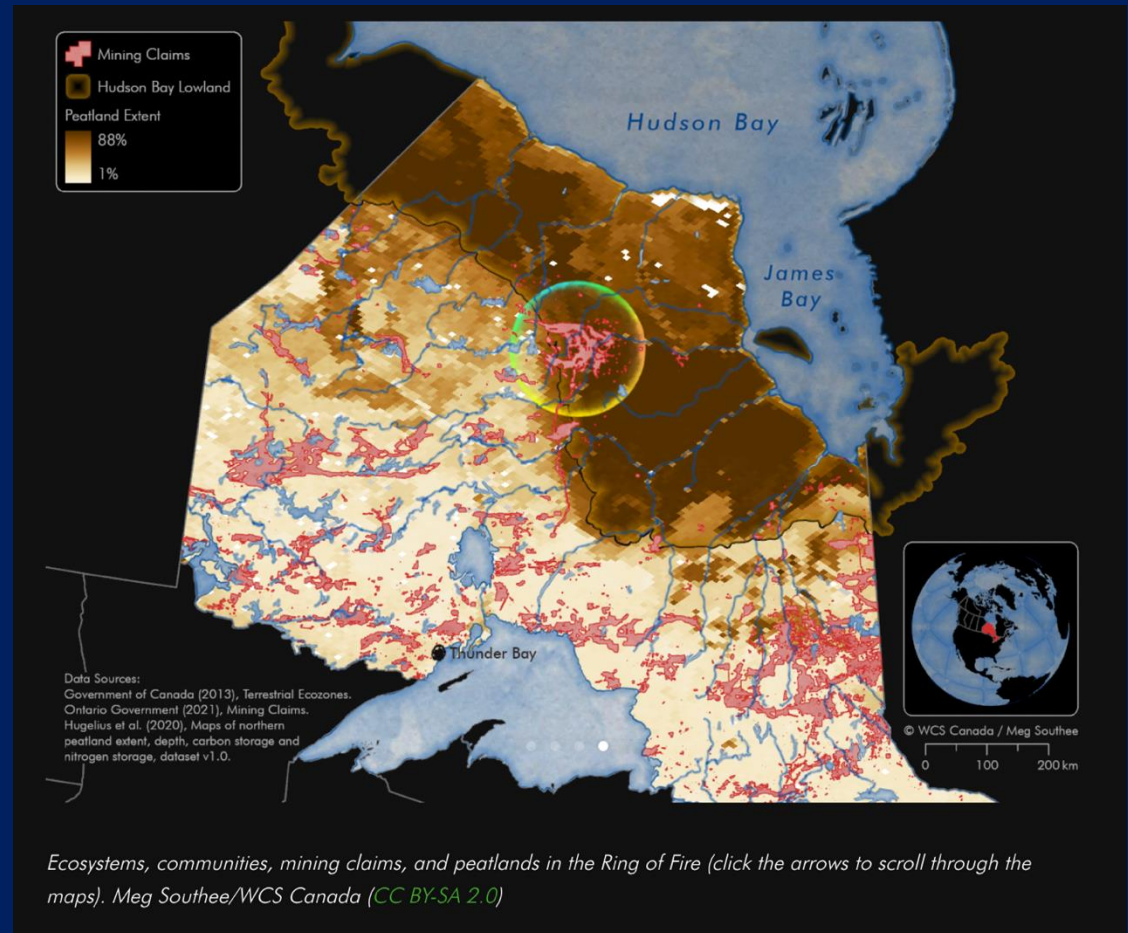 Mining Claims
Hudson Bay Lowland
Peatland Extent
88%
1%
Hudson Bay
James
Bay
Thunder Bay
Data Sources:
Government of Canada (2013), Terrestrial Ecozones.
Ontario Government (2021), Mining Claims.
Hugelius et al. (2020), Maps of northern
peatland extent, depth, carbon storage and
nitrogen storage, dataset v1.0.
© WCS Canada / Meg Southee
0 100 200 km
Ecosystems, communities, mining claims, and peatlands in the Ring of Fire (click the arrows to scroll through the
maps). Meg Southee/WCS Canada (CC BY-SA 2.0)